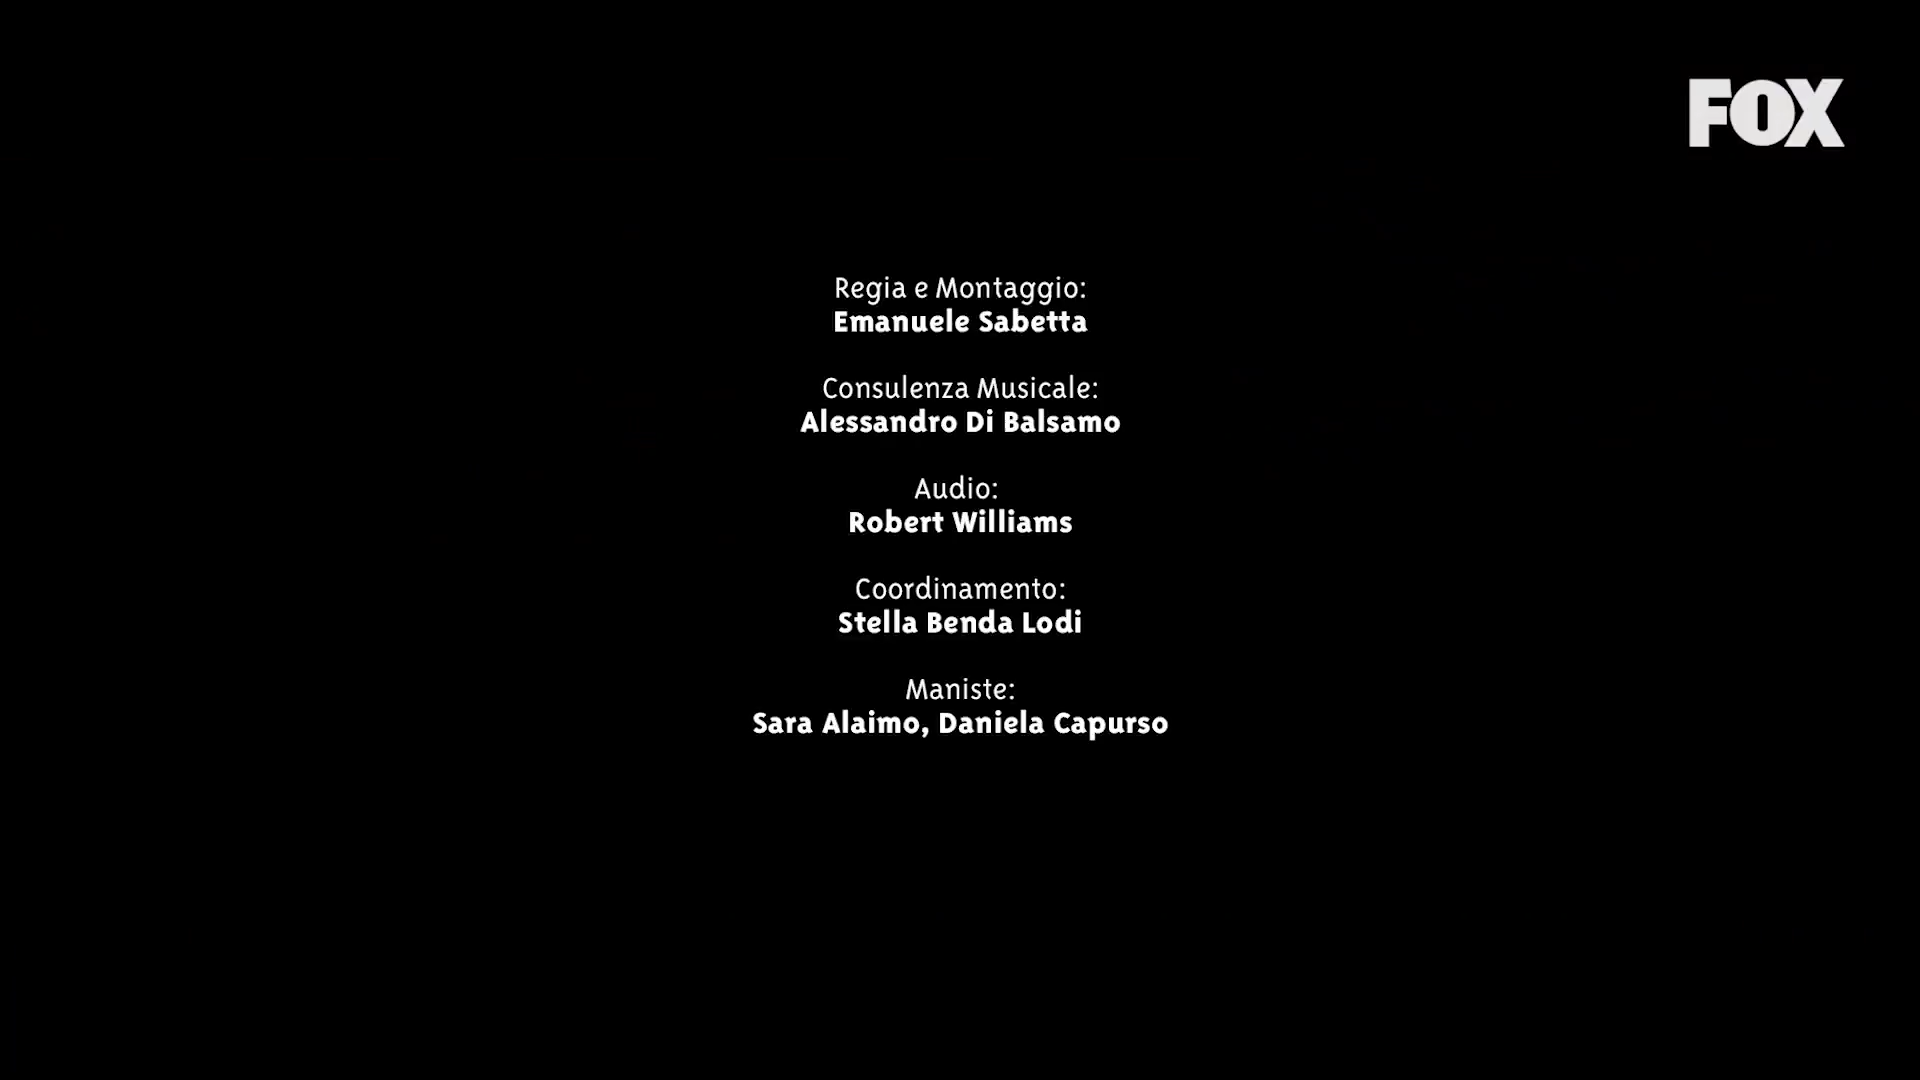 FOX
Regia e Montaggio:
Emanuele Sabetta
Consulenza Musicale:
Alessandro Di Balsamo
Audio:
Robert Williams
Coordinamento:
Stella Benda Lodi
Maniste:
Sara Alaimo, Daniela Capurso